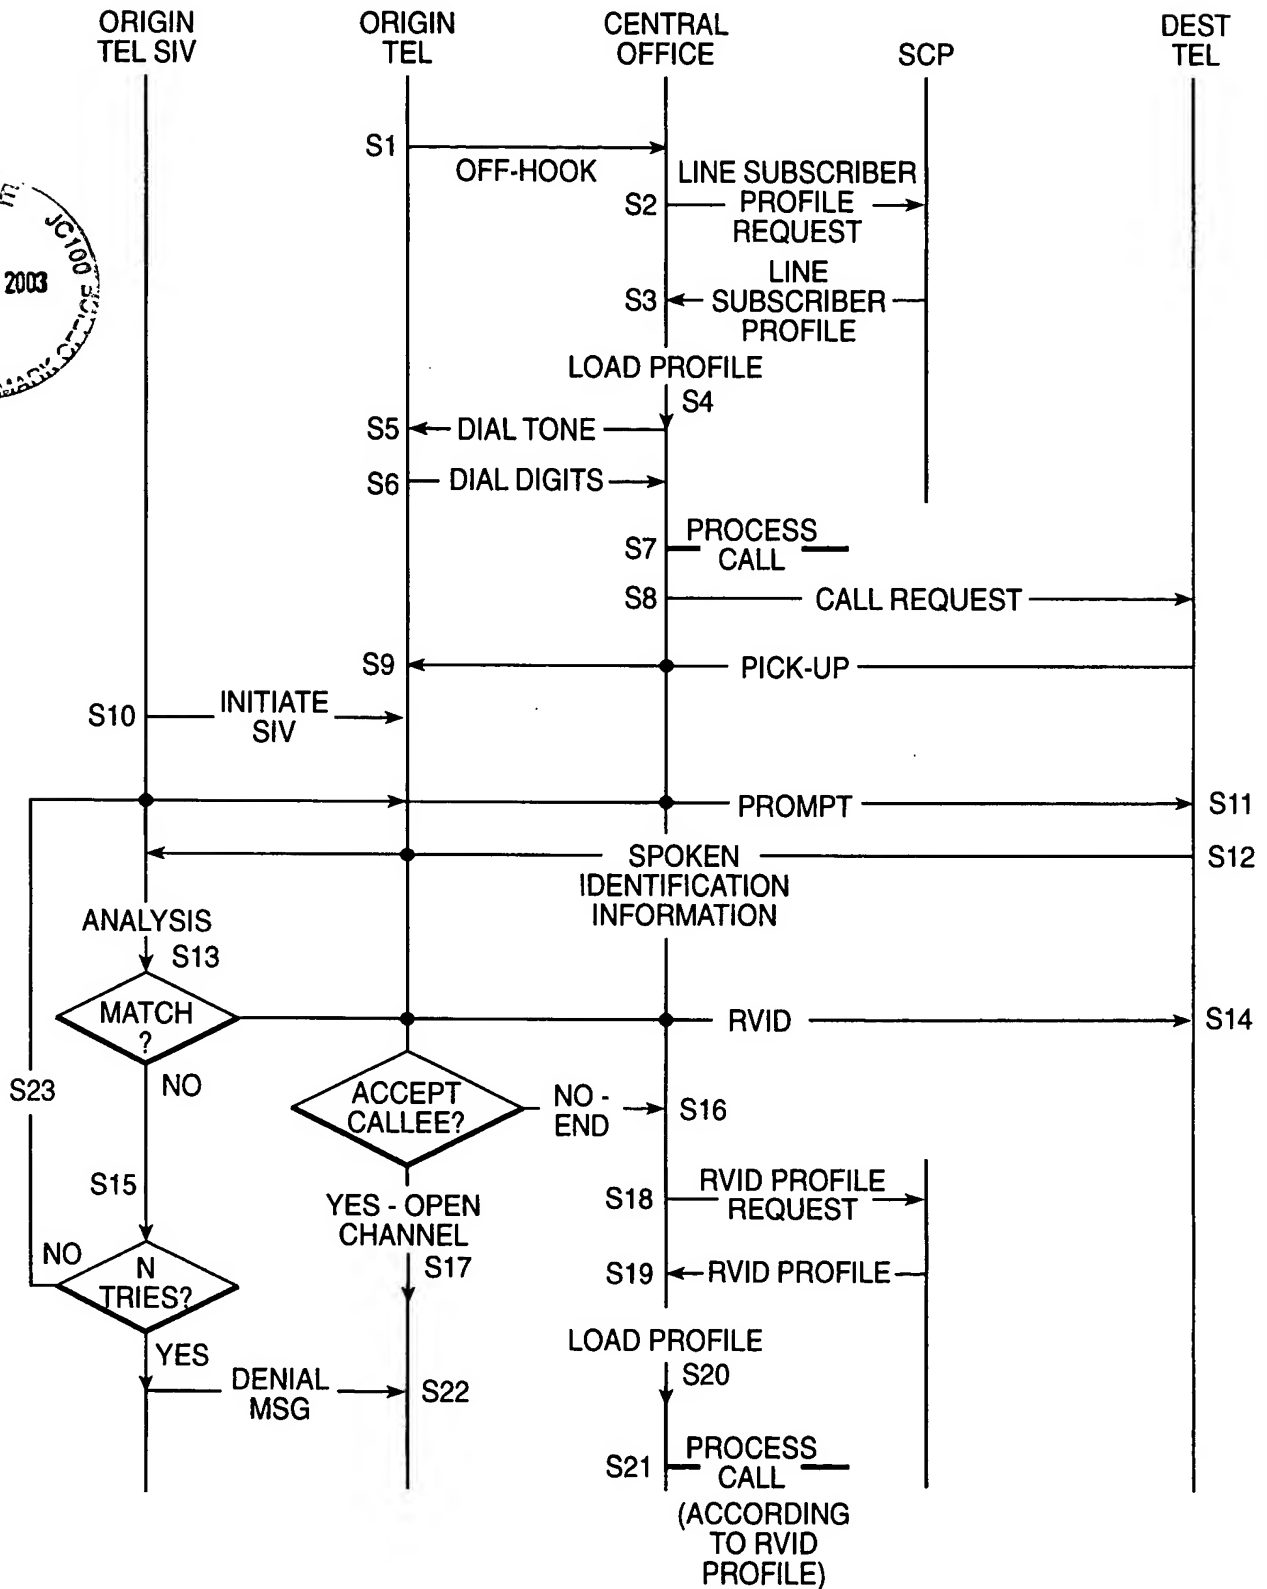 ORIGIN
TEL SIV
ORIGIN
TEL
CENTRAL
OFFICE
SCP
DEST
TEL
S1
OFF-HOOK
LINE SUBSCRIBER
S2
PROFILE
REQUEST
JC100
2003
MARK OFFICE
LINE
S3
SUBSCRIBER
PROFILE
LOAD PROFILE
S4
S5
DIAL TONE
S6
DIAL DIGITS
S7
PROCESS
CALL
S8
CALL REQUEST
S9
PICK-UP
S10
INITIATE
SIV
PROMPT
S11
SPOKEN
IDENTIFICATION
INFORMATION
S12
ANALYSIS
S13
MATCH
?
RVID
S14
S23
NO
ACCEPT
CALLEE?
NO -
END
S16
S15
YES - OPEN
CHANNEL
S17
S18
RVID PROFILE
REQUEST
NO
N
TRIES?
S19
RVID PROFILE
LOAD PROFILE
S20
YES
DENIAL
MSG
S22
S21
PROCESS
CALL
(ACCORDING
TO RVID
PROFILE)